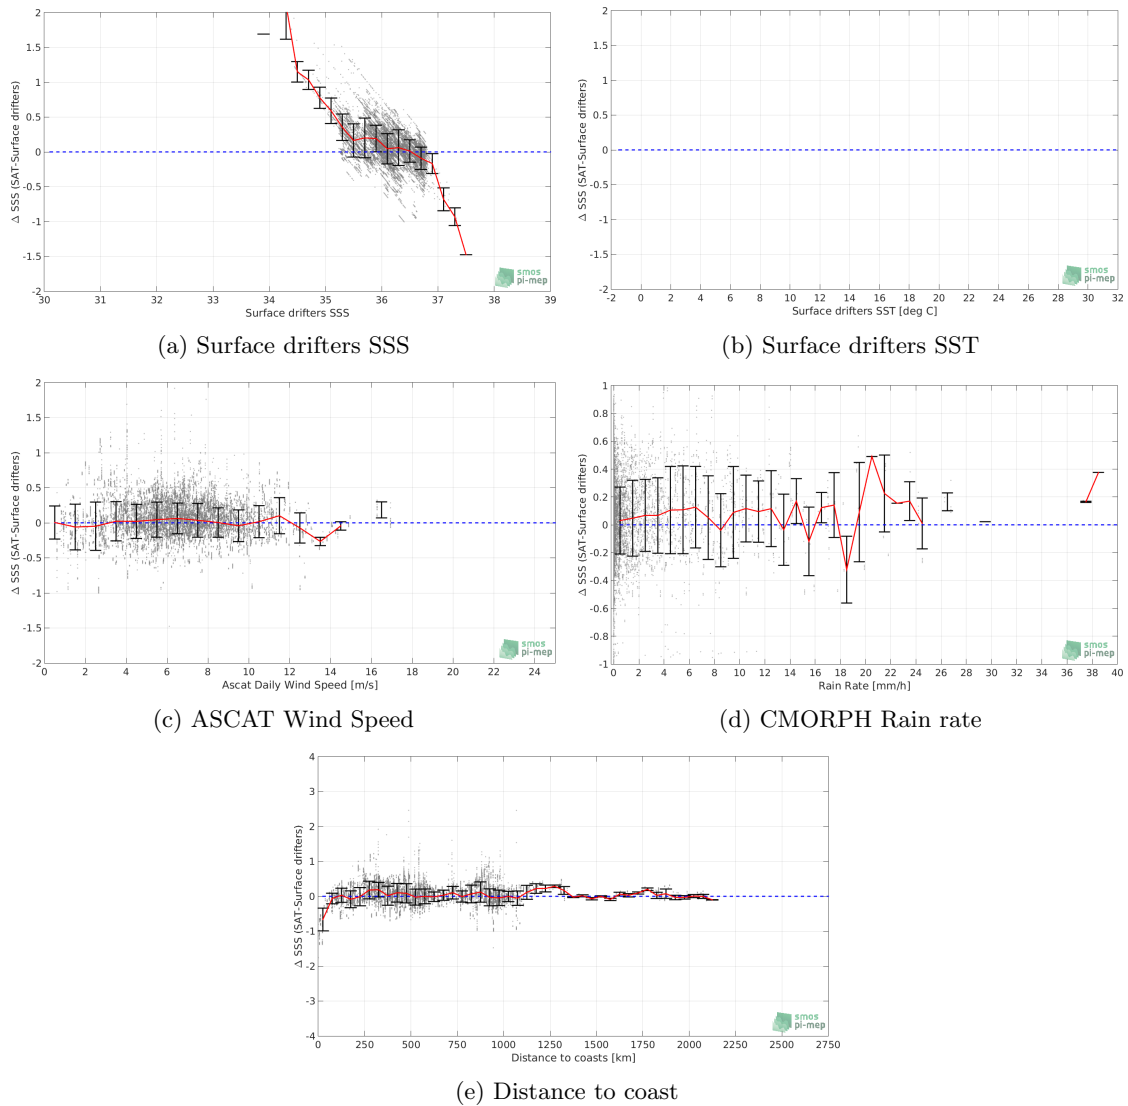 2
1.5
1
0.5
0
-0.5
-1
-1.5
-2
Δ SSS (SAT-Surface drifters)
30 31 32 33 34 35 36 37 38 39
Surface drifters SSS
smos
pi-mep
(a) Surface drifters SSS
2
1.5
1
0.5
0
-0.5
-1
-1.5
-2
Δ SSS (SAT-Surface drifters)
-2 0 2 4 6 8 10 12 14 16 18 20 22 24 26 28 30 32
Surface drifters SST [deg C]
smos
pi-mep
(b) Surface drifters SST
2
1.5
1
0.5
0
-0.5
-1
-1.5
-2
Δ SSS (SAT-Surface drifters)
0 2 4 6 8 10 12 14 16 18 20 22 24
Ascat Daily Wind Speed [m/s]
smos
pi-mep
(c) ASCAT Wind Speed
1
0.8
0.6
0.4
0.2
0
-0.2
-0.4
-0.6
-0.8
-1
Δ SSS (SAT-Surface drifters)
0 2 4 6 8 10 12 14 16 18 20 22 24 26 28 30 32 34 36 38 40
Rain Rate [mm/h]
smos
pi-mep
(d) CMORPH Rain rate
4
3
2
1
0
-1
-2
-3
-4
Δ SSS (SAT-Surface drifters)
0 250 500 750 1000 1250 1500 1750 2000 2250 2500 2750
Distance to coasts [km]
smos
pi-mep
(e) Distance to coast